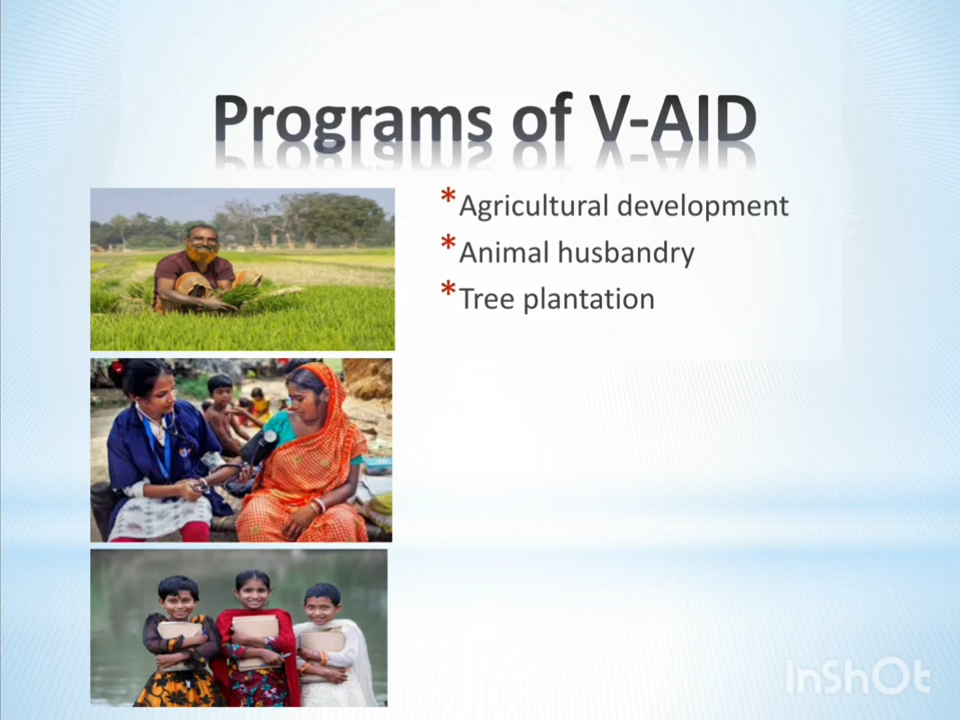 Programs of V-AID
*Agricultural development
*Animal husbandry
*Tree plantation
InShOt